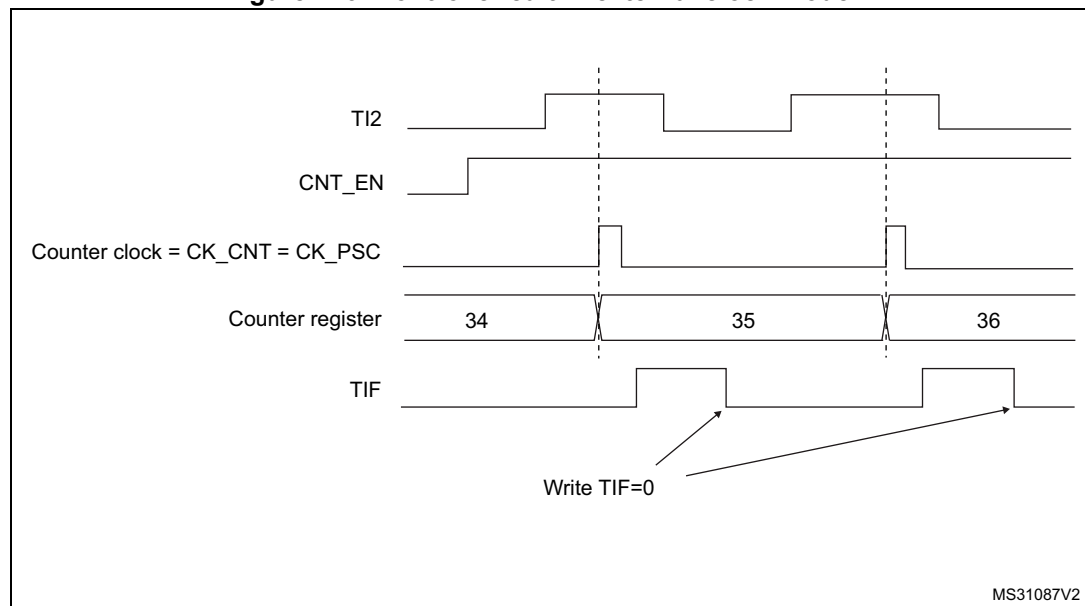 TI2
CNT_EN
Counter clock = CK_CNT = CK_PSC
Counter register
34
35
36
TIF
Write TIF=0
MS31087V2